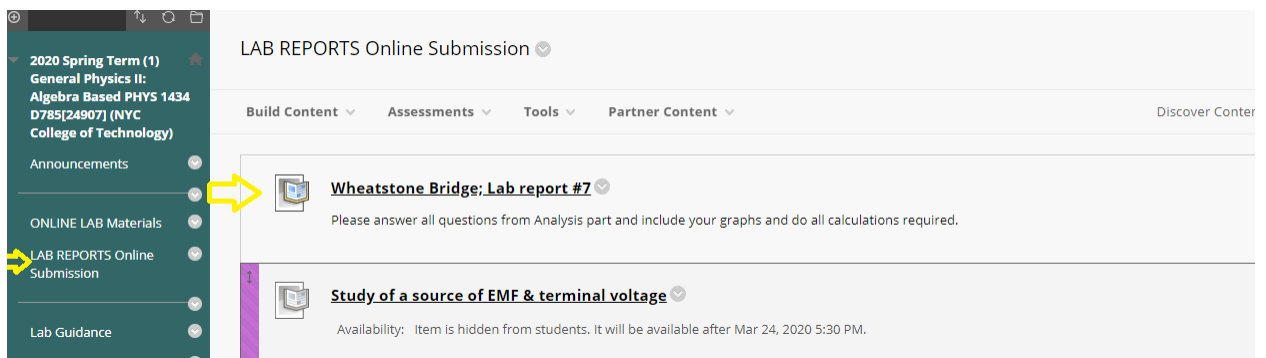 2020 Spring Term (1)
General Physics II:
Algebra Based PHYS 1434
D785[24907] (NYC
College of Technology)
Announcements
ONLINE LAB Materials
LAB REPORTS Online
Submission
Lab Guidance
LAB REPORTS Online Submission
Build Content Assessments Tools Partner Content Discover Conter
Wheatstone Bridge; Lab report #7
Please answer all questions from Analysis part and include your graphs and do all calculations required.
Study of a source of EMF & terminal voltage
Availability: Item is hidden from students. It will be available after Mar 24, 2020 5:30 PM.